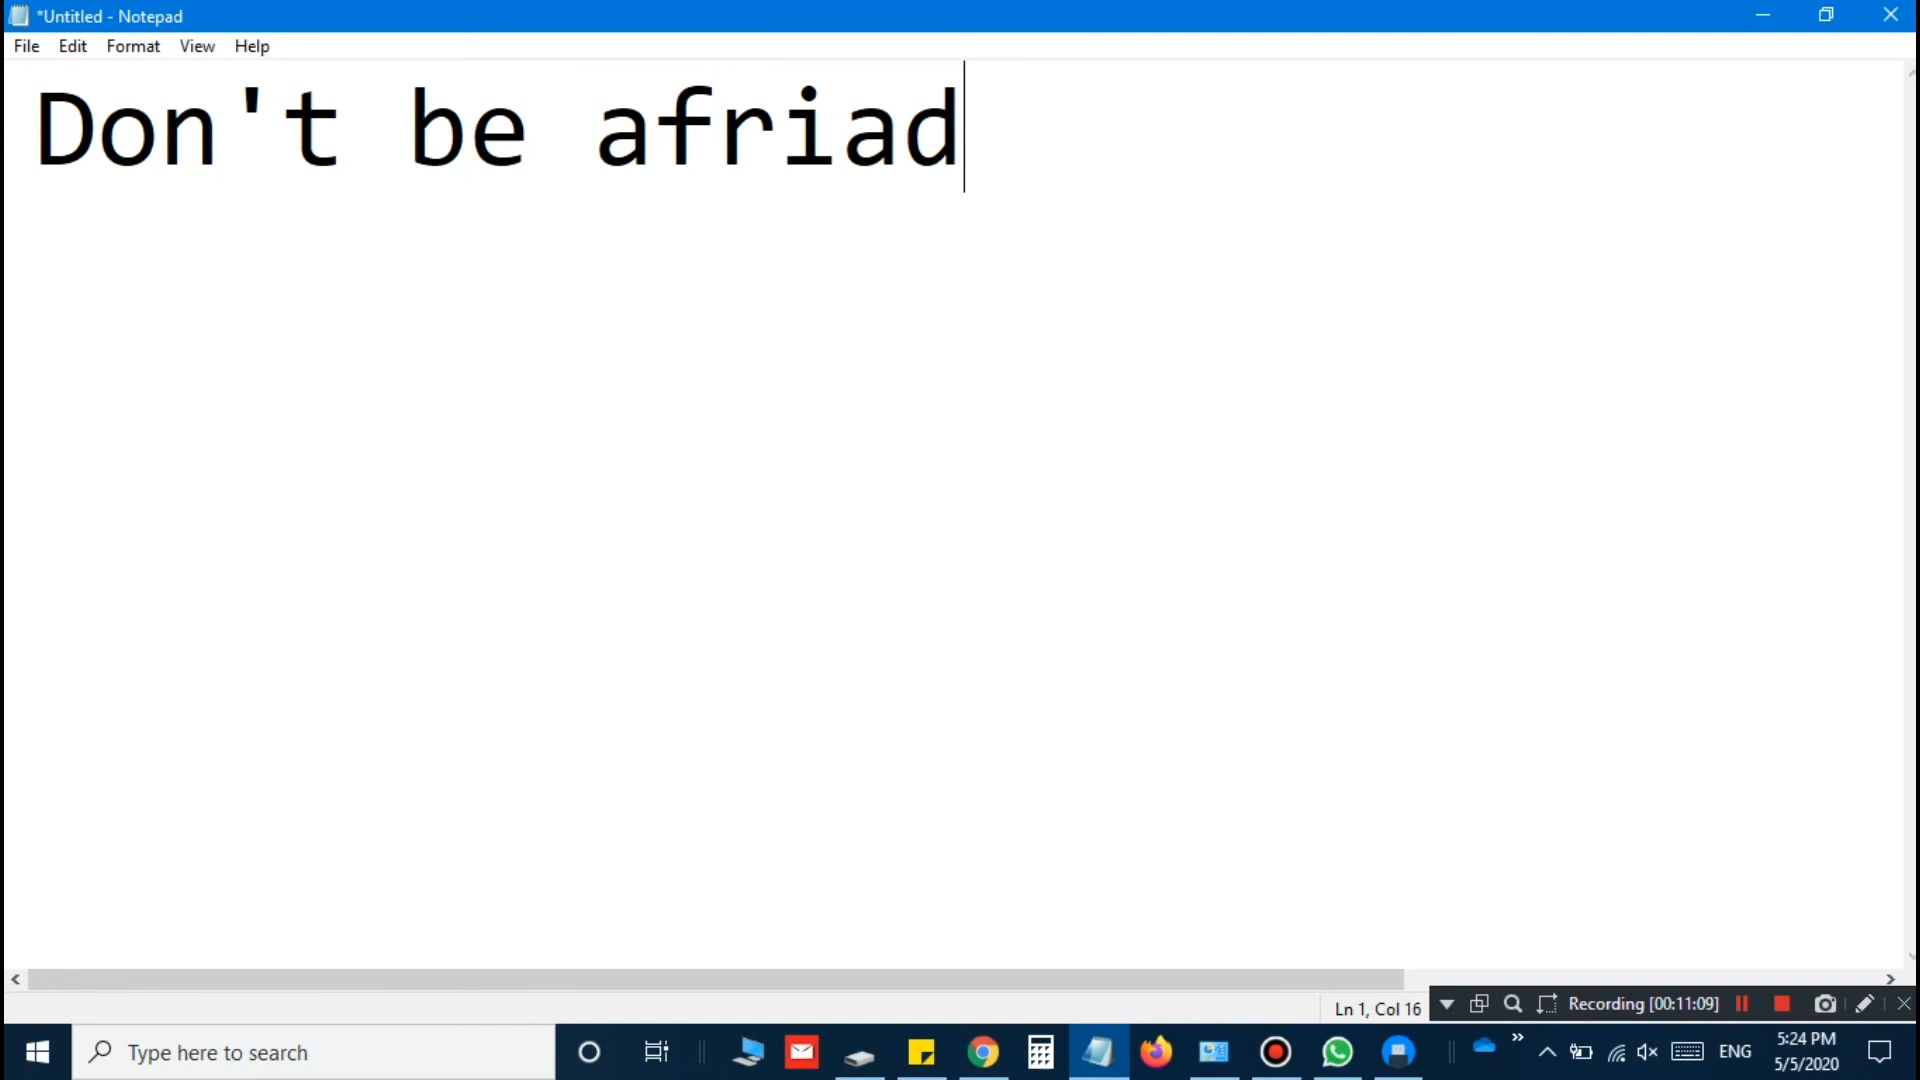 *Untitled - Notepad
File Edit Format View Help
Don't be afriad
Ln 1, Col 16
Recording [00:11:09]
Type here to search
ENG
5:24 PM
5/5/2020